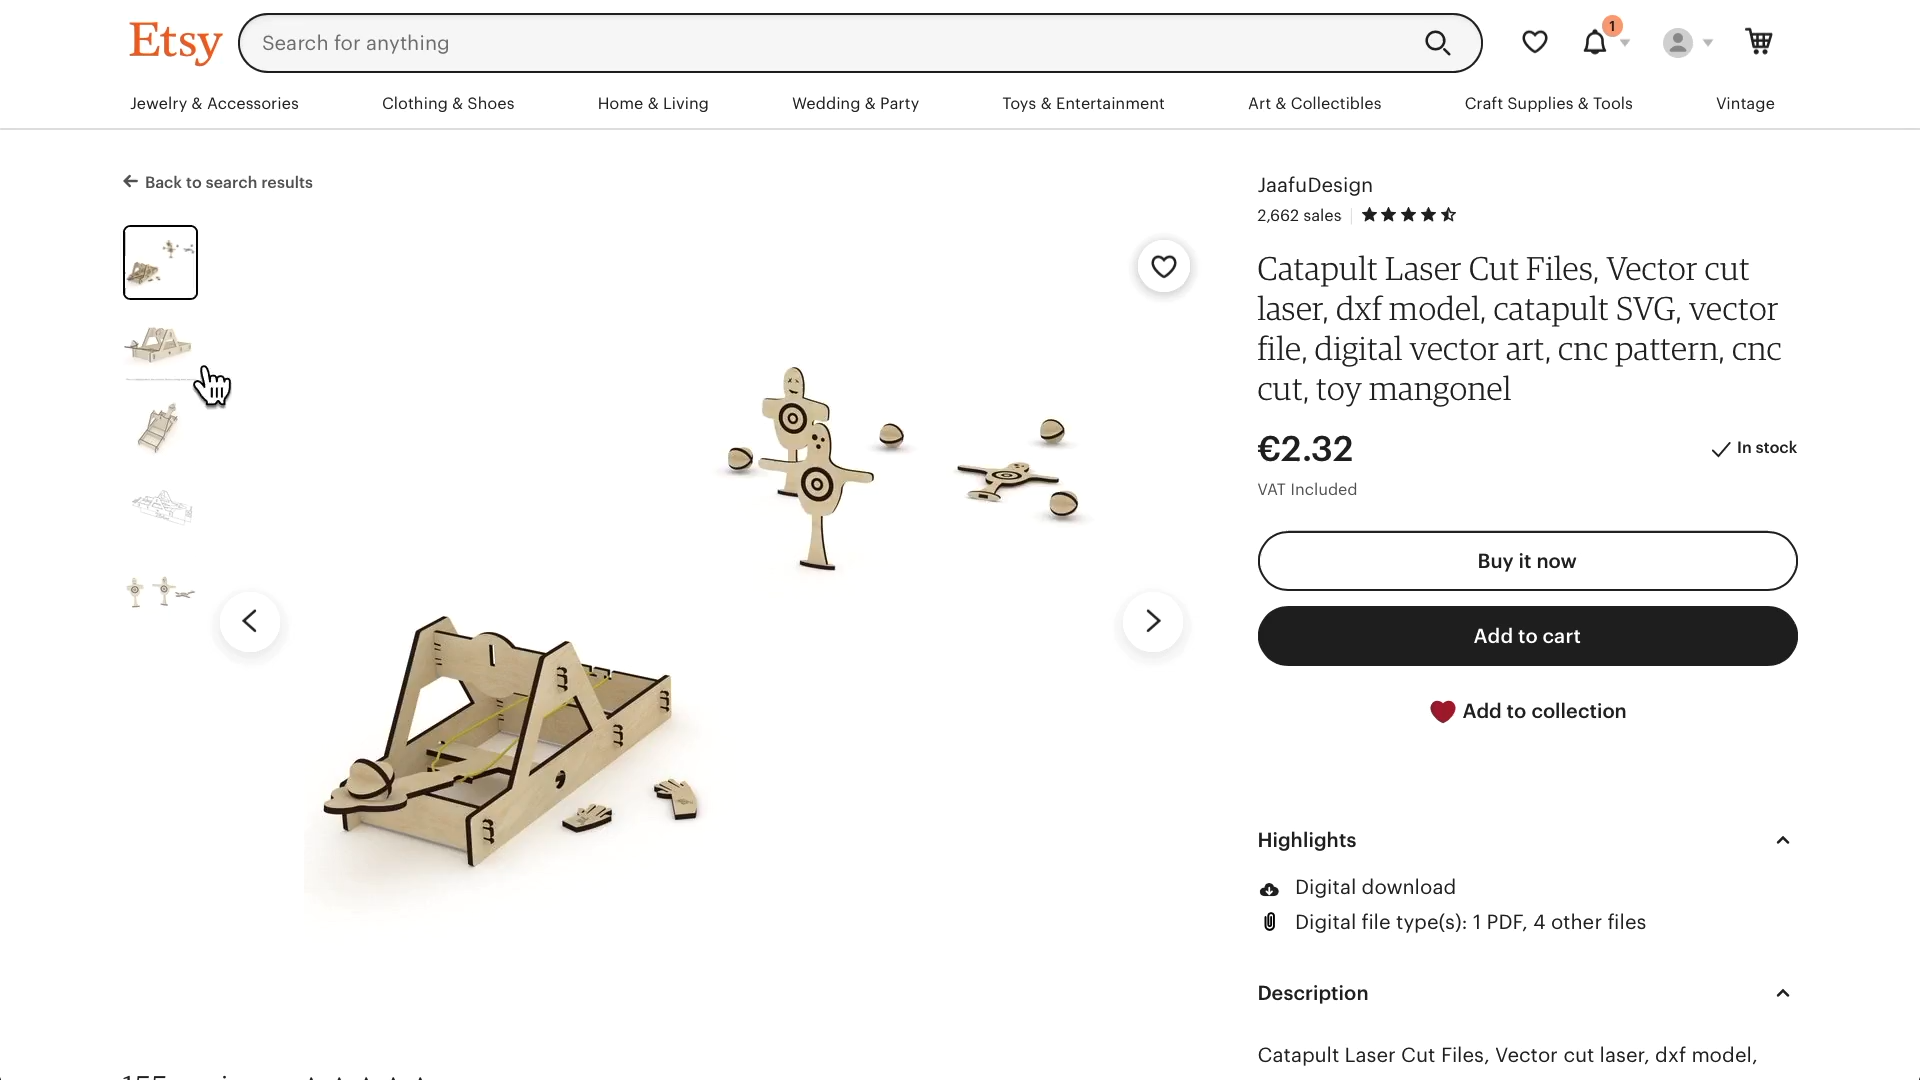 Etsy
Search for anything
1
Jewelry & Accessories
Clothing & Shoes
Home & Living
Wedding & Party
Toys & Entertainment
Art & Collectibles
Craft Supplies & Tools
Vintage
Back to search results
JaafuDesign
2,662 sales
Catapult Laser Cut Files, Vector cut
laser, dxf model, catapult SVG, vector
file, digital vector art, cnc pattern, cnc
cut, toy mangonel
€2.32
In stock
VAT Included
Buy it now
Add to cart
Add to collection
Highlights
Digital download
Digital file type(s): 1 PDF, 4 other files
Description
Catapult Laser Cut Files, Vector cut laser, dxf model,